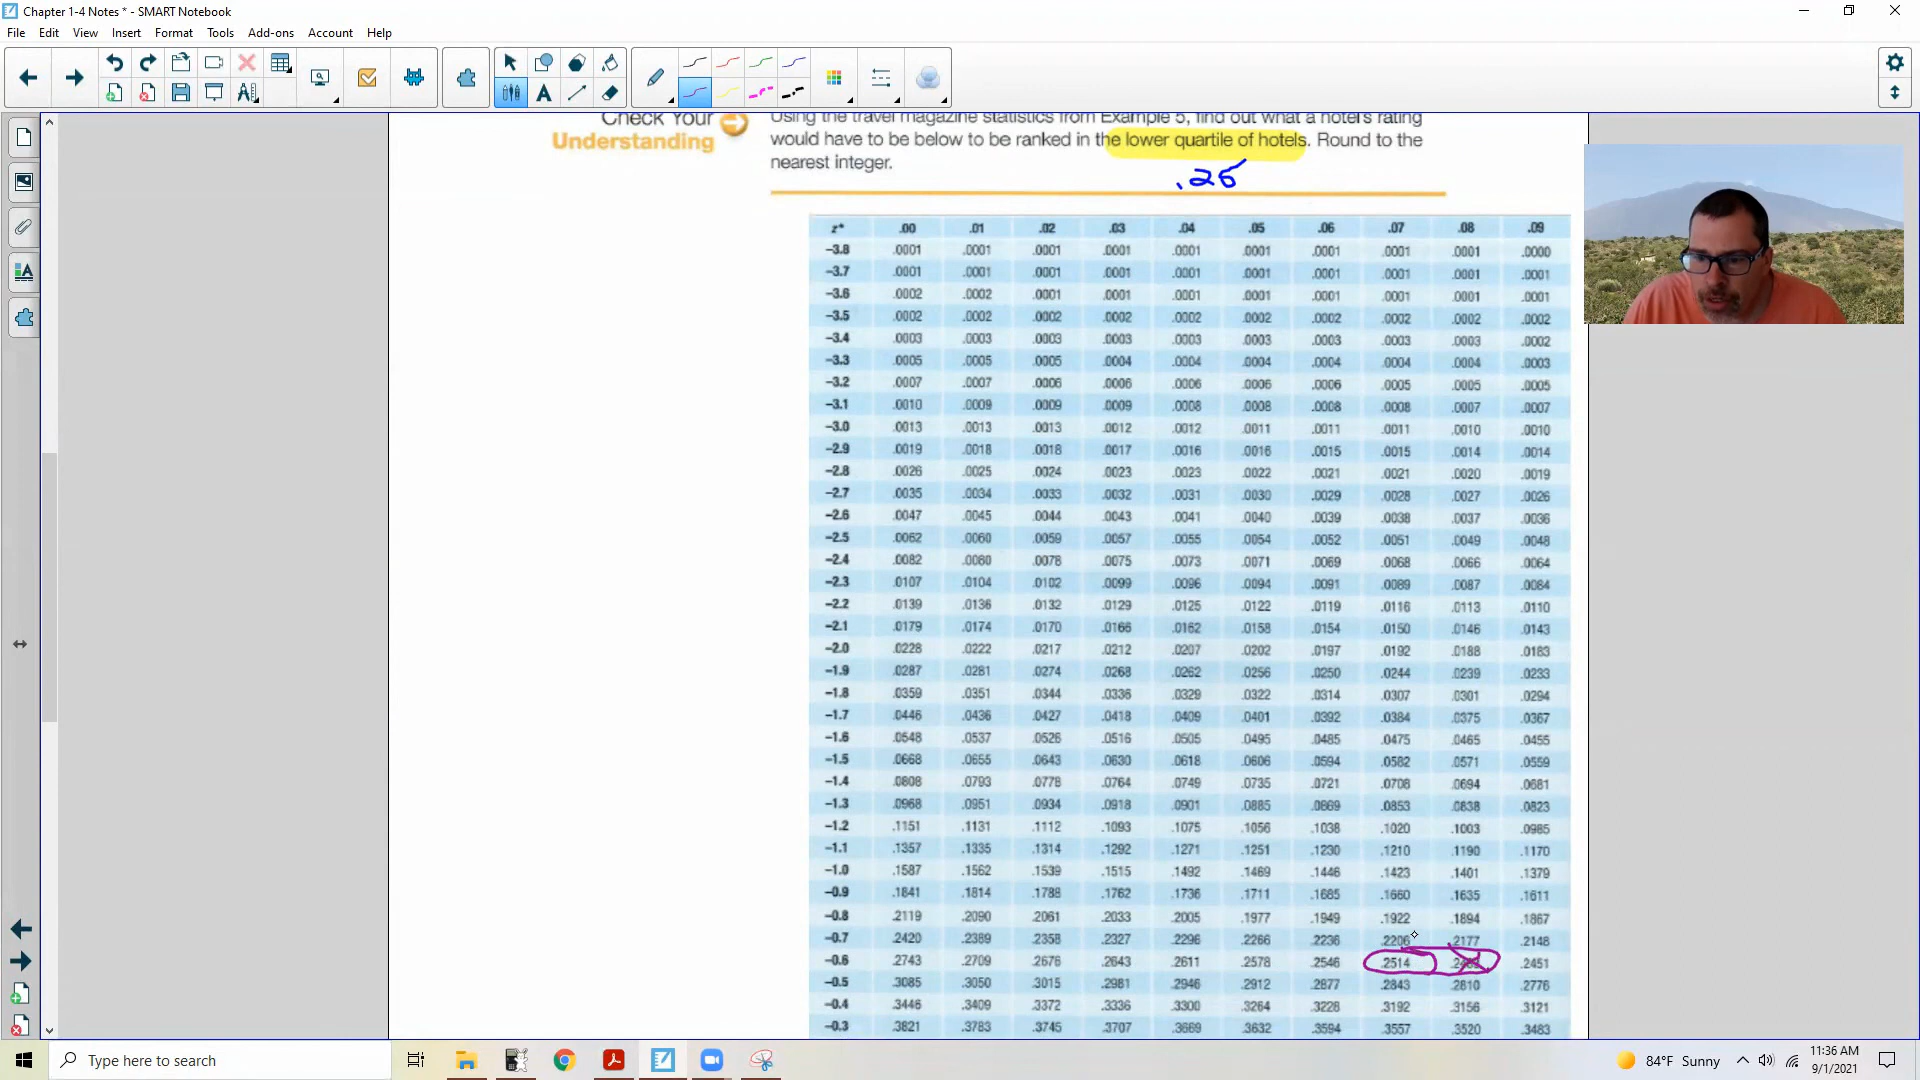 Chapter 1-4 Notes * - SMART Notebook
File Edit View Insert Format Tools Add-ons Account Help
Check Your
Understanding
Using the travel magazine statistics from Example 5, find out what a hotel's rating
would have to be below to be ranked in the lower quartile of hotels. Round to the
nearest integer.
.25
z* .00 .01 .02 .03 .04 .05 .06 .07 .08 .09
−3.8 .0001 .0001 .0001 .0001 .0001 .0001 .0001 .0001 .0001 .0000
−3.7 .0001 .0001 .0001 .0001 .0001 .0001 .0001 .0001 .0001 .0001
−3.6 .0002 .0002 .0001 .0001 .0001 .0001 .0001 .0001 .0001 .0001
−3.5 .0002 .0002 .0002 .0002 .0002 .0002 .0002 .0002 .0002 .0002
−3.4 .0003 .0003 .0003 .0003 .0003 .0003 .0003 .0003 .0003 .0002
−3.3 .0005 .0005 .0005 .0004 .0004 .0004 .0004 .0004 .0004 .0003
−3.2 .0007 .0007 .0006 .0006 .0006 .0006 .0006 .0005 .0005 .0005
−3.1 .0010 .0009 .0009 .0009 .0008 .0008 .0008 .0008 .0007 .0007
−3.0 .0013 .0013 .0013 .0012 .0012 .0011 .0011 .0011 .0010 .0010
−2.9 .0019 .0018 .0018 .0017 .0016 .0016 .0015 .0015 .0014 .0014
−2.8 .0026 .0025 .0024 .0023 .0023 .0022 .0021 .0021 .0020 .0019
−2.7 .0035 .0034 .0033 .0032 .0031 .0030 .0029 .0028 .0027 .0026
−2.6 .0047 .0045 .0044 .0043 .0041 .0040 .0039 .0038 .0037 .0036
−2.5 .0062 .0060 .0059 .0057 .0055 .0054 .0052 .0051 .0049 .0048
−2.4 .0082 .0080 .0078 .0075 .0073 .0071 .0069 .0068 .0066 .0064
−2.3 .0107 .0104 .0102 .0099 .0096 .0094 .0091 .0089 .0087 .0084
−2.2 .0139 .0136 .0132 .0129 .0125 .0122 .0119 .0116 .0113 .0110
−2.1 .0179 .0174 .0170 .0166 .0162 .0158 .0154 .0150 .0146 .0143
−2.0 .0228 .0222 .0217 .0212 .0207 .0202 .0197 .0192 .0188 .0183
−1.9 .0287 .0281 .0274 .0268 .0262 .0256 .0250 .0244 .0239 .0233
−1.8 .0359 .0351 .0344 .0336 .0329 .0322 .0314 .0307 .0301 .0294
−1.7 .0446 .0436 .0427 .0418 .0409 .0401 .0392 .0384 .0375 .0367
−1.6 .0548 .0537 .0526 .0516 .0505 .0495 .0485 .0475 .0465 .0455
−1.5 .0668 .0655 .0643 .0630 .0618 .0606 .0594 .0582 .0571 .0559
−1.4 .0808 .0793 .0778 .0764 .0749 .0735 .0721 .0708 .0694 .0681
−1.3 .0968 .0951 .0934 .0918 .0901 .0885 .0869 .0853 .0838 .0823
−1.2 .1151 .1131 .1112 .1093 .1075 .1056 .1038 .1020 .1003 .0985
−1.1 .1357 .1335 .1314 .1292 .1271 .1251 .1230 .1210 .1190 .1170
−1.0 .1587 .1562 .1539 .1515 .1492 .1469 .1446 .1423 .1401 .1379
−0.9 .1841 .1814 .1788 .1762 .1736 .1711 .1685 .1660 .1635 .1611
−0.8 .2119 .2090 .2061 .2033 .2005 .1977 .1949 .1922 .1894 .1867
−0.7 .2420 .2389 .2358 .2327 .2296 .2266 .2236 .2206 .2177 .2148
−0.6 .2743 .2709 .2676 .2643 .2611 .2578 .2546 .2514 .2451
−0.5 .3085 .3050 .3015 .2981 .2946 .2912 .2877 .2843 .2810 .2776
−0.4 .3446 .3409 .3372 .3336 .3300 .3264 .3228 .3192 .3156 .3121
−0.3 .3821 .3783 .3745 .3707 .3669 .3632 .3594 .3557 .3520 .3483
Type here to search
84°F Sunny
11:36 AM
9/1/2021